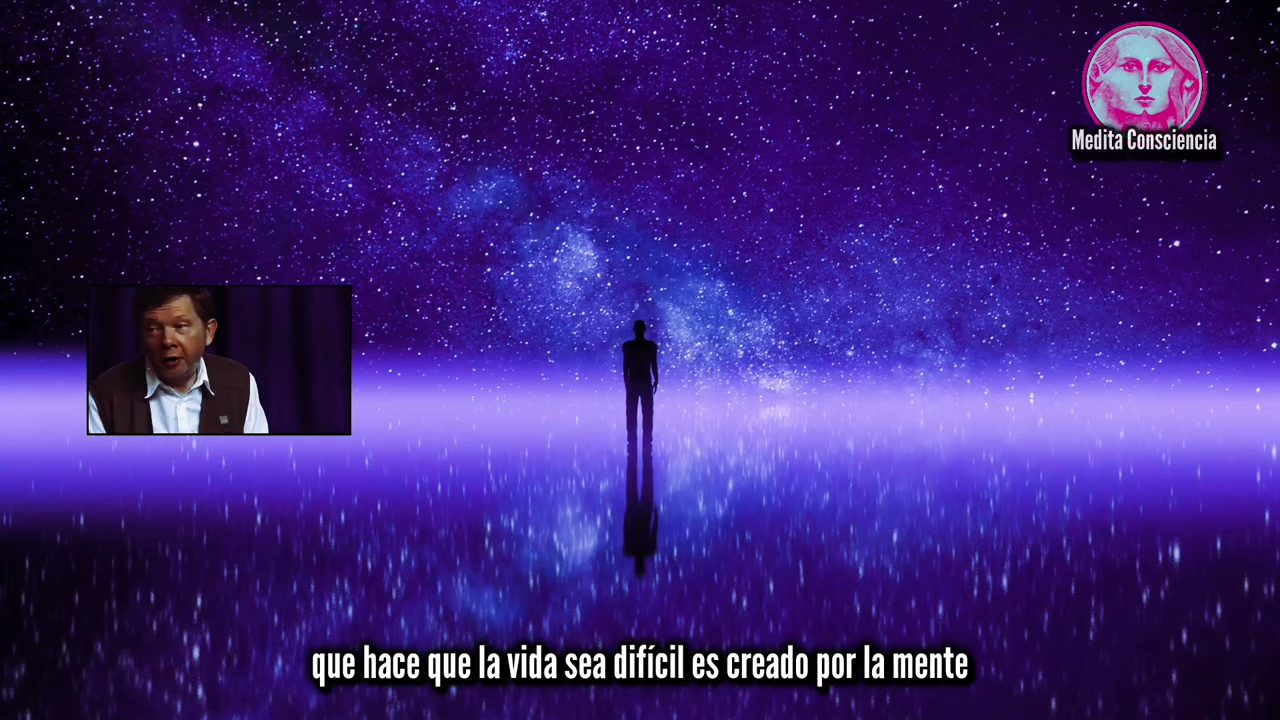 Medita Consciencia
que hace que la vida sea difícil es creado por la mente